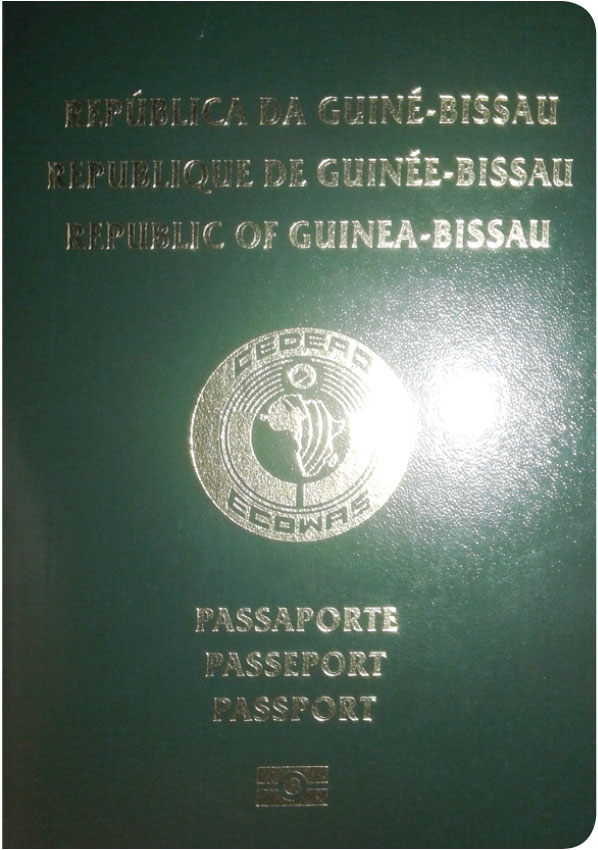 REPÚBLICA DA GUINÉ-BISSAU
REPUBLIQUE DE GUINÉE-BISSAU
REPUBLIC OF GUINEA-BISSAU
CEDEAO
ECOWAS
PASSAPORTE
PASSEPORT
PASSPORT